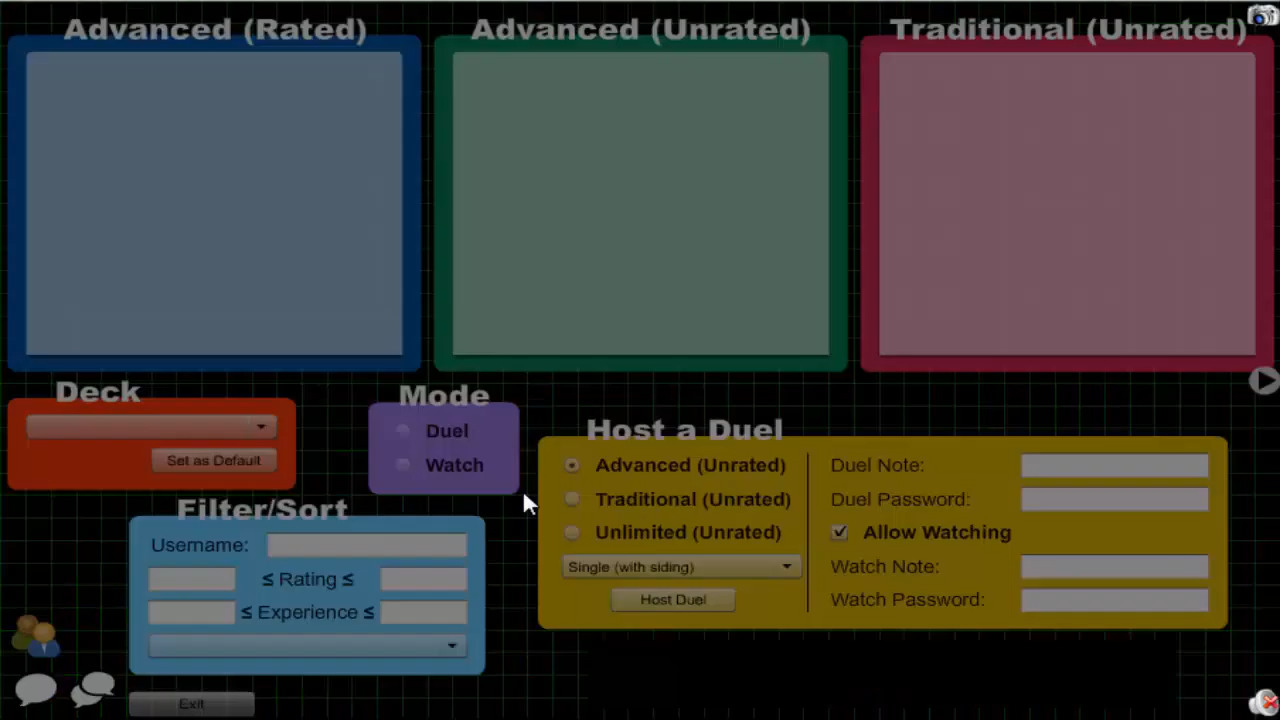 Advanced (Rated)
Advanced (Unrated)
Traditional (Unrated)
Deck
Set as Default
Mode
Duel
Watch
Host a Duel
Advanced (Unrated)
Traditional (Unrated)
Unlimited (Unrated)
Single (with siding)
Host Duel
Duel Note:
Duel Password:
Allow Watching
Watch Note:
Watch Password:
Filter/Sort
Username:
≤ Rating ≤
≤ Experience ≤
Exit